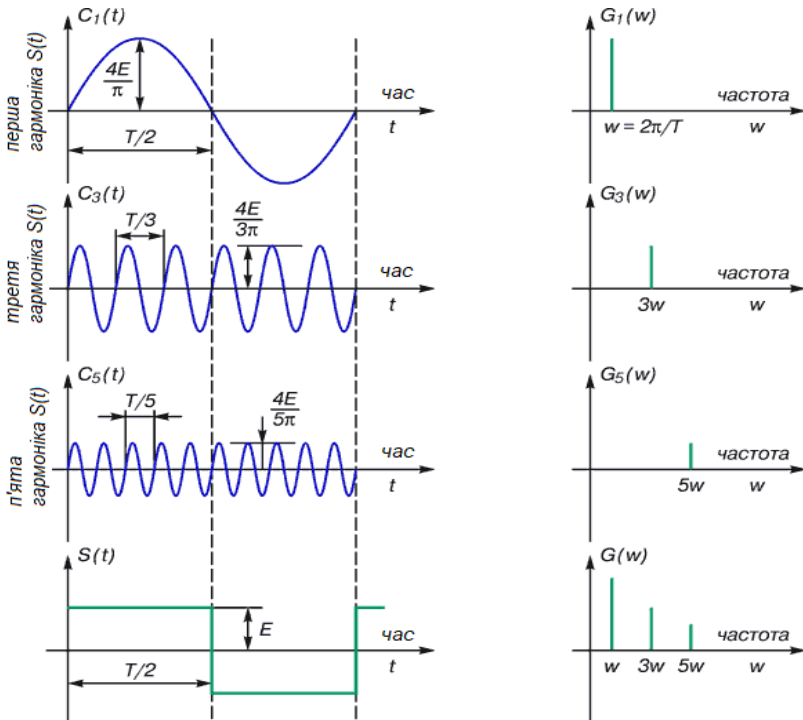 C₁(t)
G₁(w)
перша
гармоніка S(t)
4E
π
час
t
T/2
частота
w = 2π/T
w
C₃(t)
G₃(w)
третя
гармоніка S(t)
T/3
4E
3π
час
t
частота
3w
w
C₅(t)
G₅(w)
п'ята
гармоніка S(t)
T/5
4E
5π
час
t
частота
5w
w
S(t)
G(w)
E
час
t
T/2
частота
w 3w 5w w